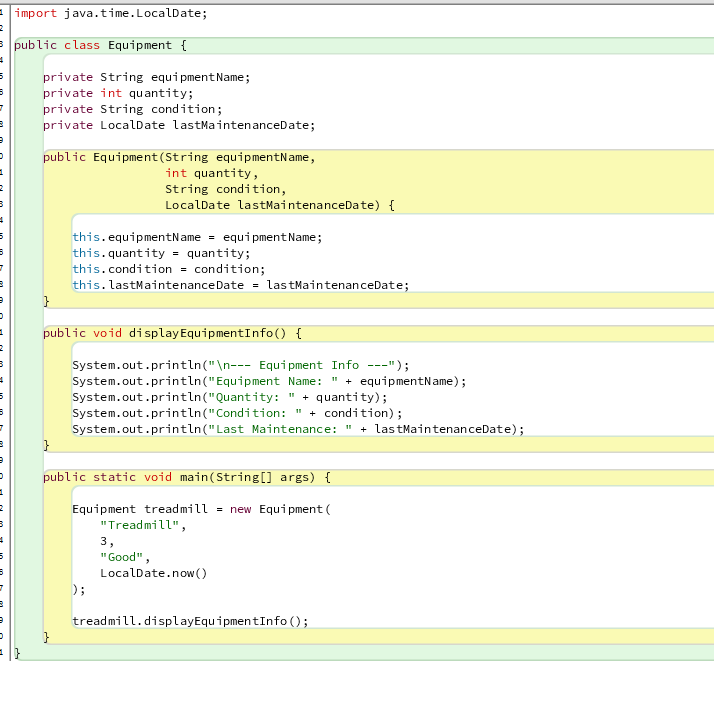 import java.time.LocalDate;
public class Equipment {
private String equipmentName;
private int quantity;
private String condition;
private LocalDate lastMaintenanceDate;
public Equipment(String equipmentName,
int quantity,
String condition,
LocalDate lastMaintenanceDate) {
this.equipmentName = equipmentName;
this.quantity = quantity;
this.condition = condition;
this.lastMaintenanceDate = lastMaintenanceDate;
}
public void displayEquipmentInfo() {
System.out.println("\n--- Equipment Info ---");
System.out.println("Equipment Name: " + equipmentName);
System.out.println("Quantity: " + quantity);
System.out.println("Condition: " + condition);
System.out.println("Last Maintenance: " + lastMaintenanceDate);
}
public static void main(String[] args) {
Equipment treadmill = new Equipment(
"Treadmill",
3,
"Good",
LocalDate.now()
);
treadmill.displayEquipmentInfo();
}
}